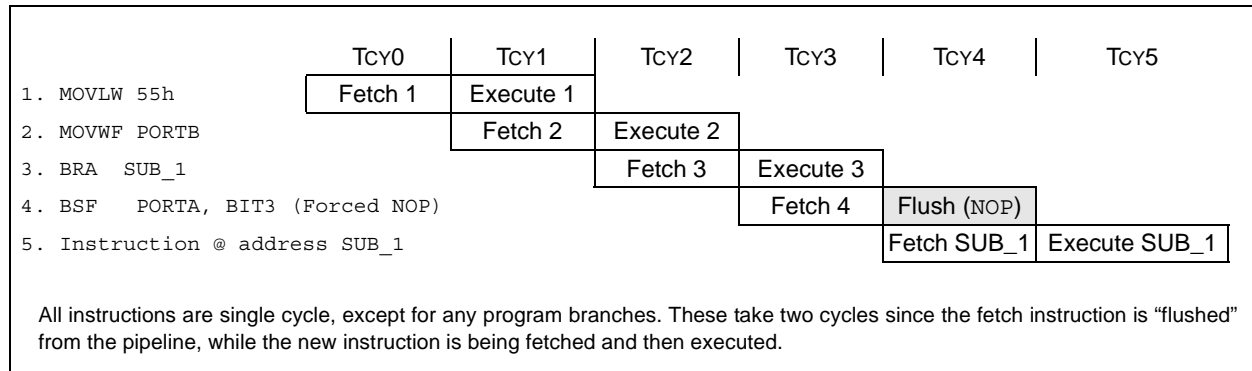 TCY0 TCY1 TCY2 TCY3 TCY4 TCY5
1. MOVLW 55h Fetch 1 Execute 1
2. MOVWF PORTB Fetch 2 Execute 2
3. BRA SUB_1 Fetch 3 Execute 3
4. BSF PORTA, BIT3 (Forced NOP) Fetch 4 Flush (NOP)
5. Instruction @ address SUB_1 Fetch SUB_1 Execute SUB_1
All instructions are single cycle, except for any program branches. These take two cycles since the fetch instruction is “flushed”
from the pipeline, while the new instruction is being fetched and then executed.